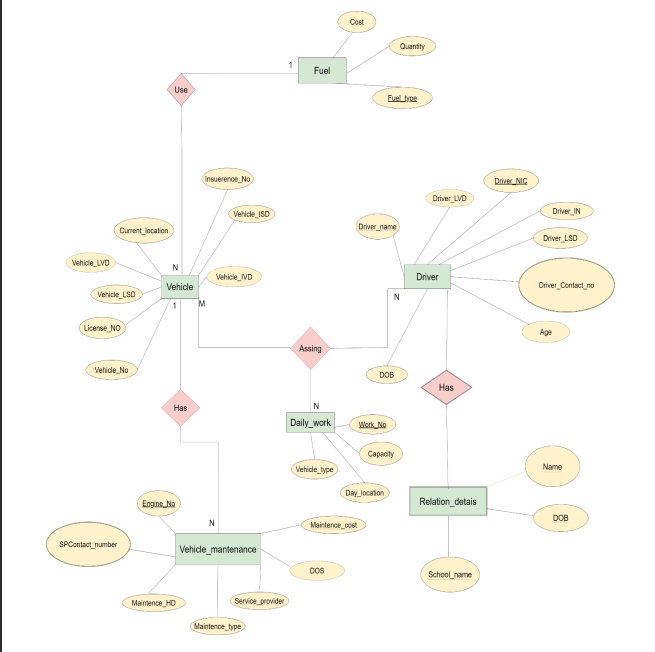 Cost
Quantity
1
Fuel
Use
Fuel_type
Insuerence_No
Driver_NIC
Driver_LVD
Vehicle_ISD
Driver_IN
Current_location
Driver_name
Driver_LSD
Vehicle_LVD
N
Vehicle_IVD
Driver
Vehicle
Driver_Contact_no
Vehicle_LSD
N
1
M
License_NO
Age
Assing
Vehicle_No
DOB
Has
Has
N
Daily_work
Work_No
Capacity
Vehicle_type
Name
Day_location
Engine_No
Relation_detais
DOB
N
Maintence_cost
SPContact_number
Vehicle_mantenance
DOS
School_name
Maintence_HD
Service_provider
Maintence_type